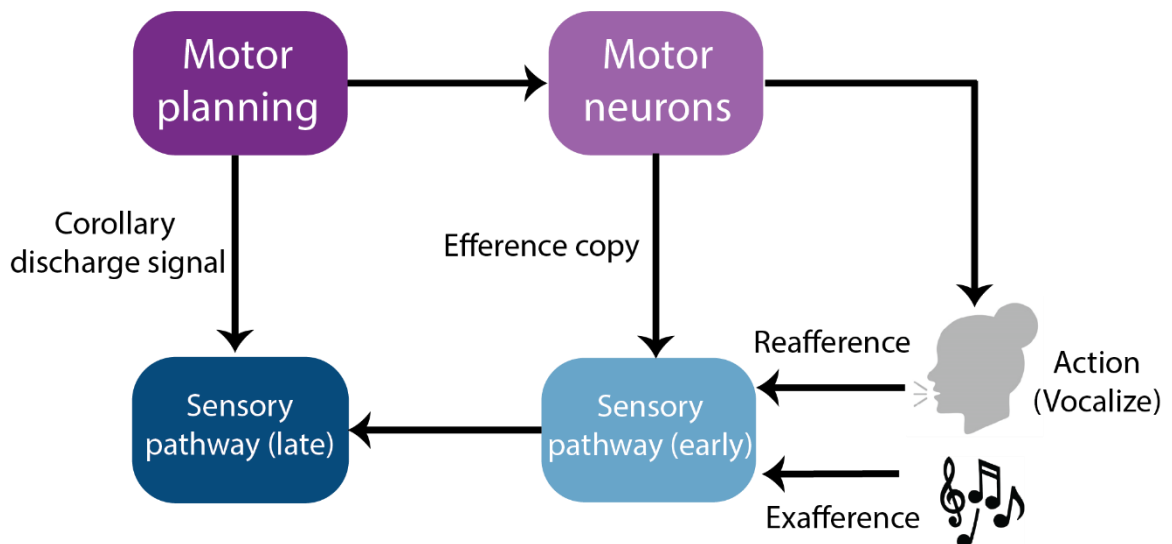 Motor
planning
Motor
neurons
Corollary
discharge signal
Efference copy
Reafference
Action
(Vocalize)
Sensory
pathway (late)
Sensory
pathway (early)
Exafference